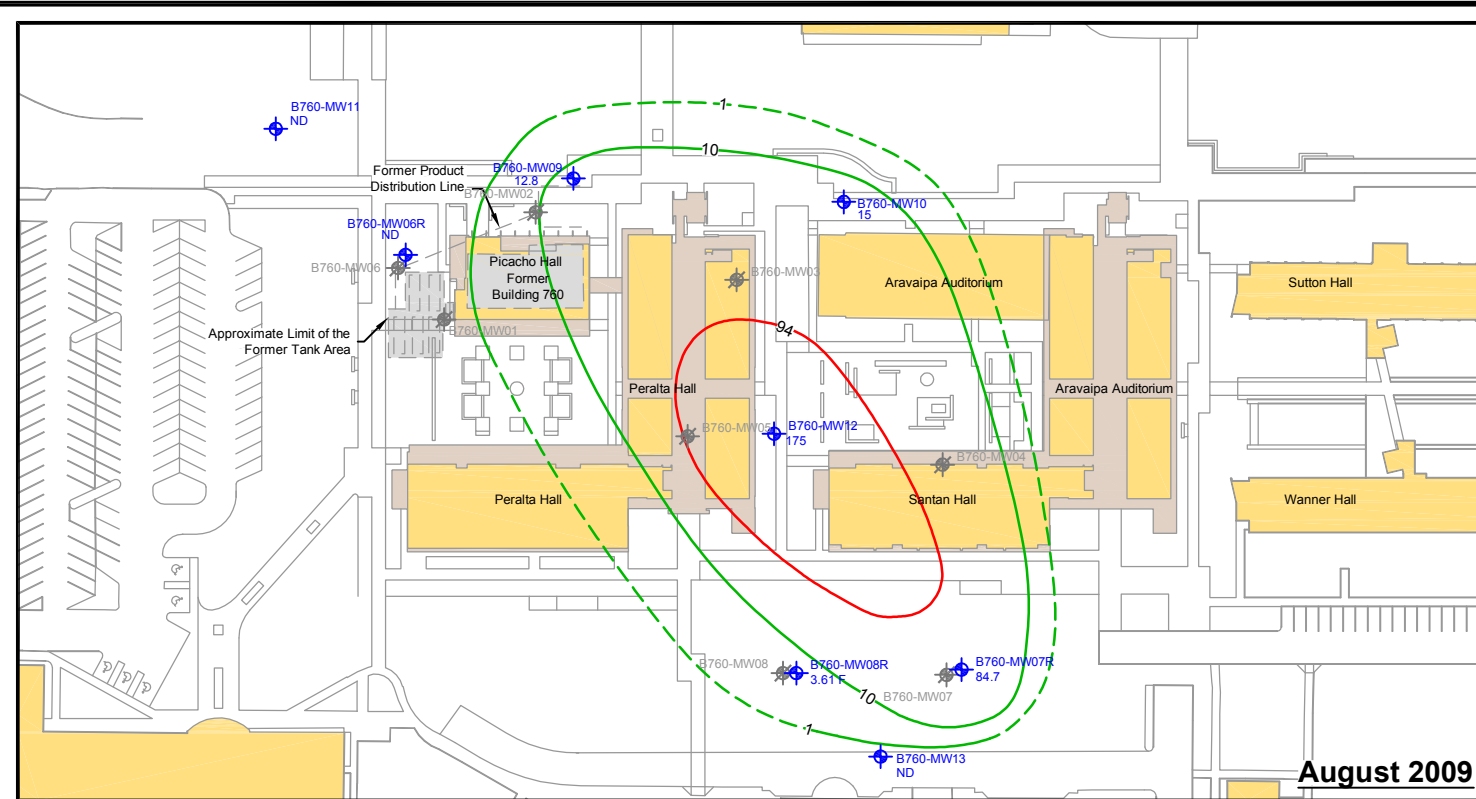 1
B760-MW11
ND
10
Former Product
Distribution Line
B760-MW09
12.8
B760-MW02
B760-MW10
15
B760-MW06R
ND
B760-MW06
Picacho Hall
Former
Building 760
B760-MW03
Aravaipa Auditorium
Sutton Hall
Approximate Limit of the
Former Tank Area
B760-MW01
94
Peralta Hall
Aravaipa Auditorium
B760-MW05
B760-MW12
175
B760-MW04
Peralta Hall
Santan Hall
Wanner Hall
B760-MW08
B760-MW08R
3.61 F
B760-MW07R
84.7
B760-MW07
10
1
B760-MW13
ND
August 2009